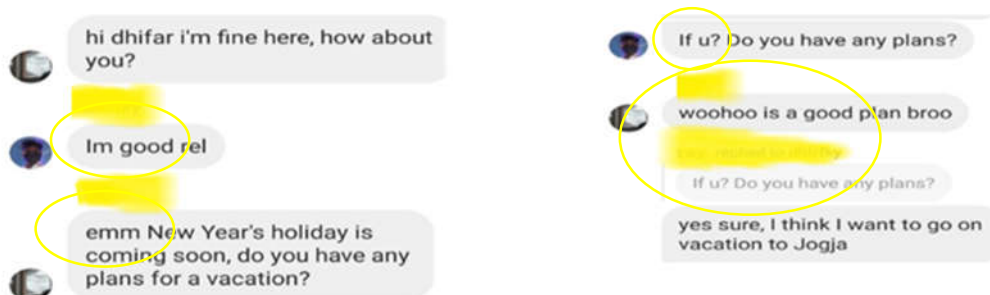 hi dhifar i'm fine here, how about
you?
Im good rel
emm New Year's holiday is
coming soon, do you have any
plans for a vacation?
If u? Do you have any plans?
woohoo is a good plan broo
replied to
If u? Do you have any plans?
yes sure, I think I want to go on
vacation to Jogja